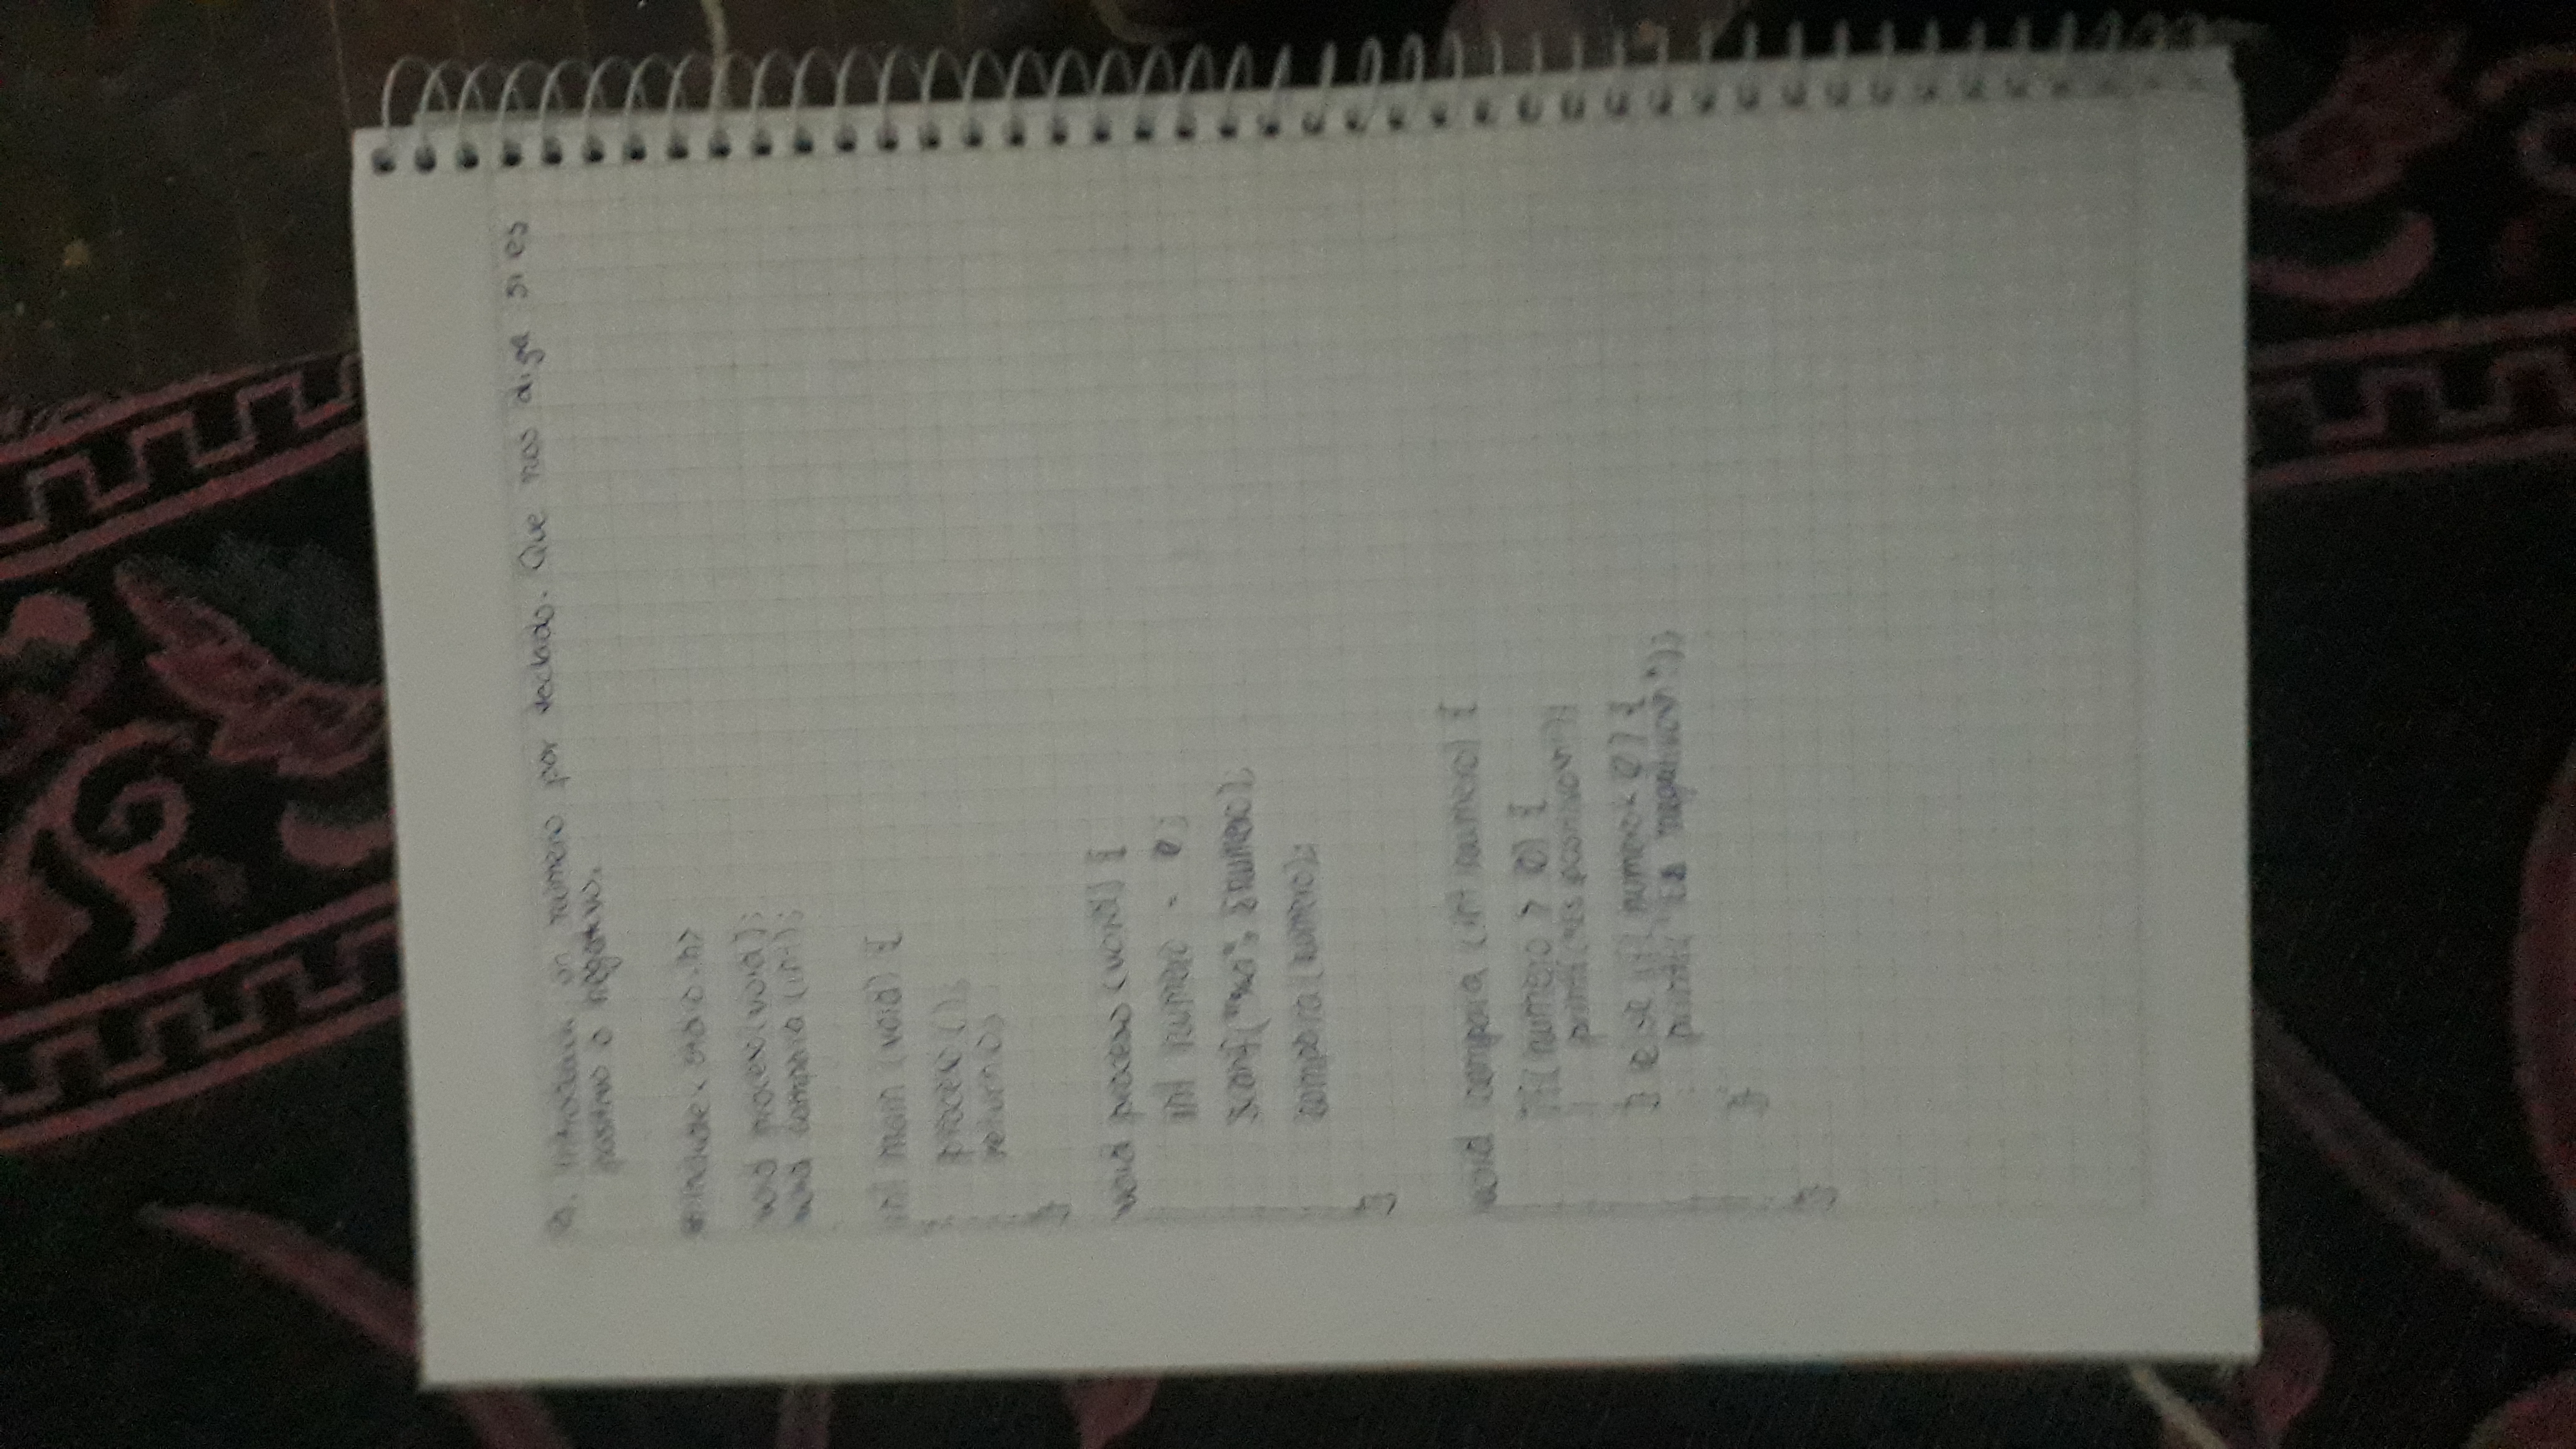 Introducir un número por teclado. Que nos diga si es
positivo o negativo.
#include <stdio.h>
void proceso(void);
void compara (int);
int main (void) {
proceso ();
return 0;
}
void proceso (void) {
int numero = 0;
scanf("%d", &numero);
compara(numero);
}
void compara (int numero) {
if(numero > 0) {
printf("es positivo\n");
} else if( numero < 0) {
printf("Es negativo\n");
}
}